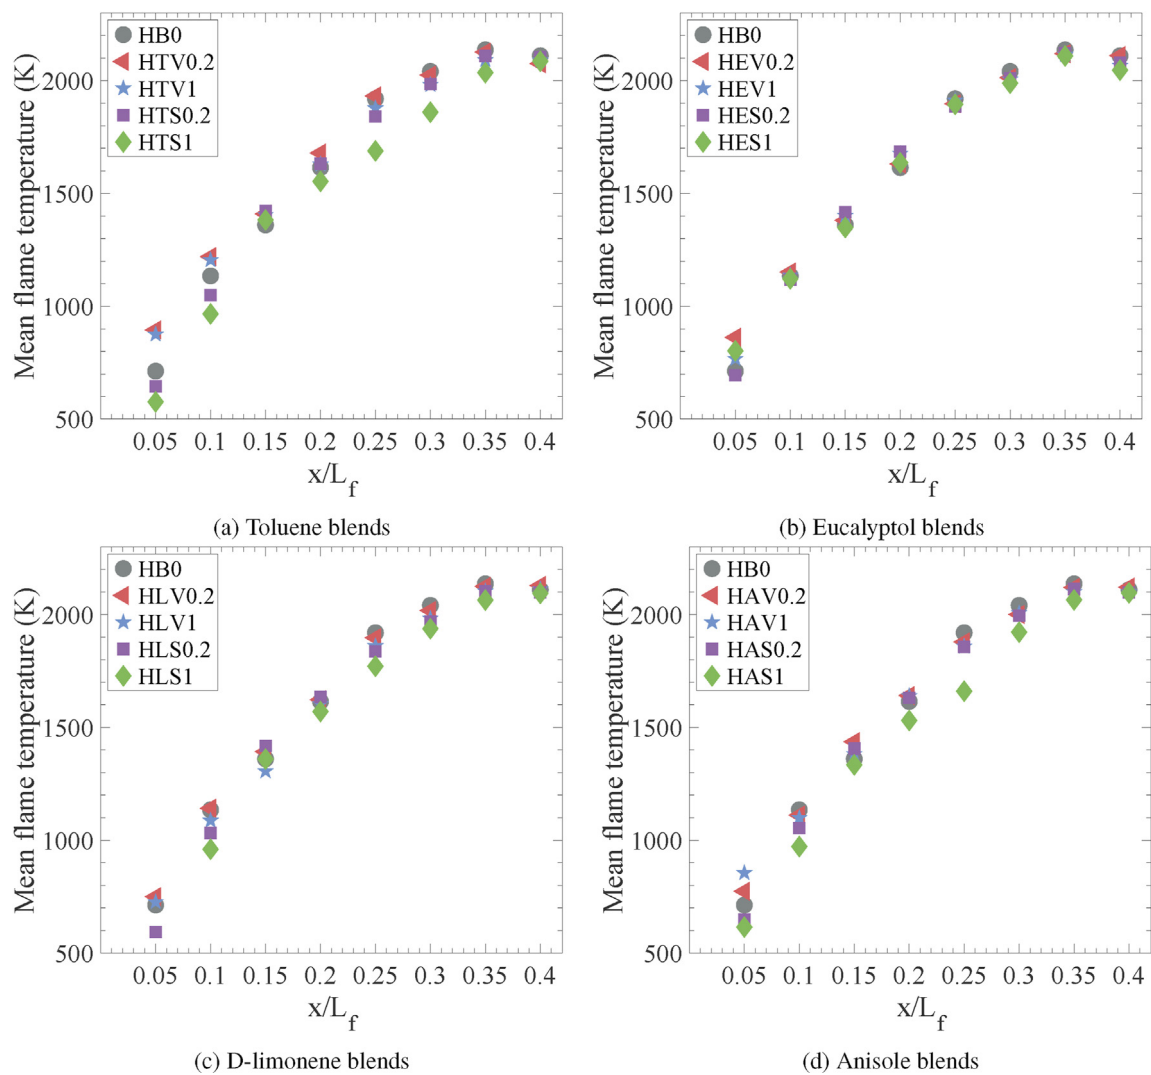 HB0
HTV0.2
HTV1
HTS0.2
HTS1
Mean flame temperature (K)
2000
1500
1000
500
0.05 0.1 0.15 0.2 0.25 0.3 0.35 0.4
x/Lf
(a) Toluene blends
HB0
HEV0.2
HEV1
HES0.2
HES1
Mean flame temperature (K)
2000
1500
1000
500
0.05 0.1 0.15 0.2 0.25 0.3 0.35 0.4
x/Lf
(b) Eucalyptol blends
HB0
HLV0.2
HLV1
HLS0.2
HLS1
Mean flame temperature (K)
2000
1500
1000
500
0.05 0.1 0.15 0.2 0.25 0.3 0.35 0.4
x/Lf
(c) D-limonene blends
HB0
HAV0.2
HAV1
HAS0.2
HAS1
Mean flame temperature (K)
2000
1500
1000
500
0.05 0.1 0.15 0.2 0.25 0.3 0.35 0.4
x/Lf
(d) Anisole blends